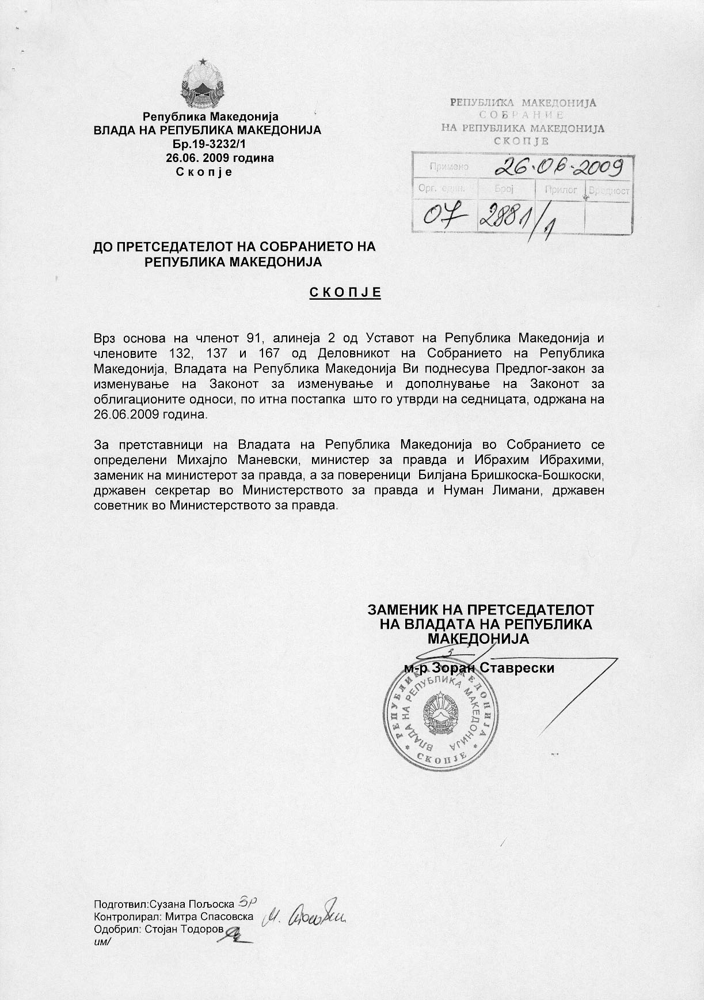 Република Македонија
ВЛАДА НА РЕПУБЛИКА МАКЕДОНИЈА
Бр.19-3232/1
26.06. 2009 година
С к о п ј е
РЕПУБЛИКА МАКЕДОНИЈА
СОБРАНИЕ
НА РЕПУБЛИКА МАКЕДОНИЈА
СКОПЈЕ
Примено 26.06.2009
Орг. един. Број Прилог Вредност
07 2881/1
ДО ПРЕТСЕДАТЕЛОТ НА СОБРАНИЕТО НА
РЕПУБЛИКА МАКЕДОНИЈА
С К О П Ј Е
Врз основа на членот 91, алинеја 2 од Уставот на Република Македонија и
членовите 132, 137 и 167 од Деловникот на Собранието на Република
Македонија, Владата на Република Македонија Ви поднесува Предлог-закон за
изменување на Законот за изменување и дополнување на Законот за
облигационите односи, по итна постапка што го утврди на седницата, одржана на
26.06.2009 година.
За претставници на Владата на Република Македонија во Собранието се
определени Михајло Маневски, министер за правда и Ибрахим Ибрахими,
заменик на министерот за правда, а за повереници Билјана Бришкоска-Бошкоски,
државен секретар во Министерството за правда и Нуман Лимани, државен
советник во Министерството за правда.
ЗАМЕНИК НА ПРЕТСЕДАТЕЛОТ
НА ВЛАДАТА НА РЕПУБЛИКА
МАКЕДОНИЈА
м-р Зоран Ставрески
РЕПУБЛИКА МАКЕДОНИЈА
ВЛАДА НА РЕПУБЛИКА МАКЕДОНИЈА
* СКОПЈЕ *
Подготвил:Сузана Пољоска
Контролирал: Митра Спасовска
Одобрил: Стојан Тодоров
им/